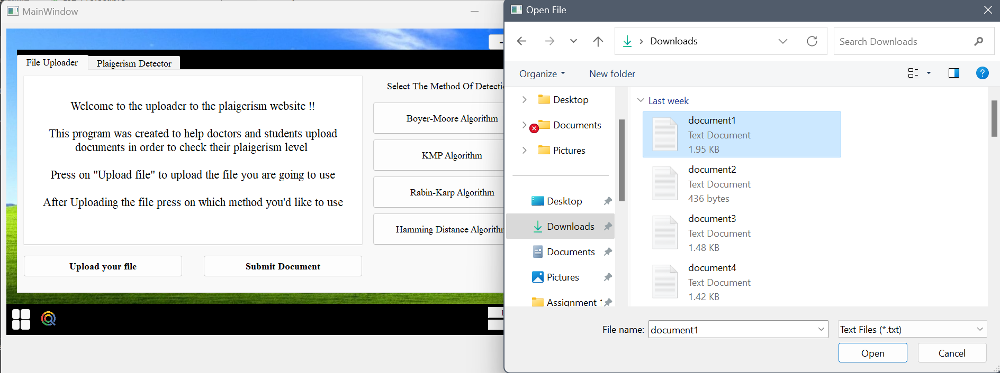 MainWindow
File Uploader
Plaigerism Detector
Welcome to the uploader to the plaigerism website !!
This program was created to help doctors and students upload
documents in order to check their plaigerism level
Press on "Upload file" to upload the file you are going to use
After Uploading the file press on which method you'd like to use
Upload your file
Submit Document
Select The Method Of
Boyer-Moore Algorithm
KMP Algorithm
Rabin-Karp Algorithm
Hamming Distance
Open File
Downloads
Search Downloads
Organize
New folder
Desktop
Documents
Pictures
Desktop
Downloads
Documents
Pictures
Assignment
Last week
document1
Text Document
1.95 KB
document2
Text Document
436 bytes
document3
Text Document
1.48 KB
document4
Text Document
1.42 KB
File name:
document1
Text Files (*.txt)
Open
Cancel